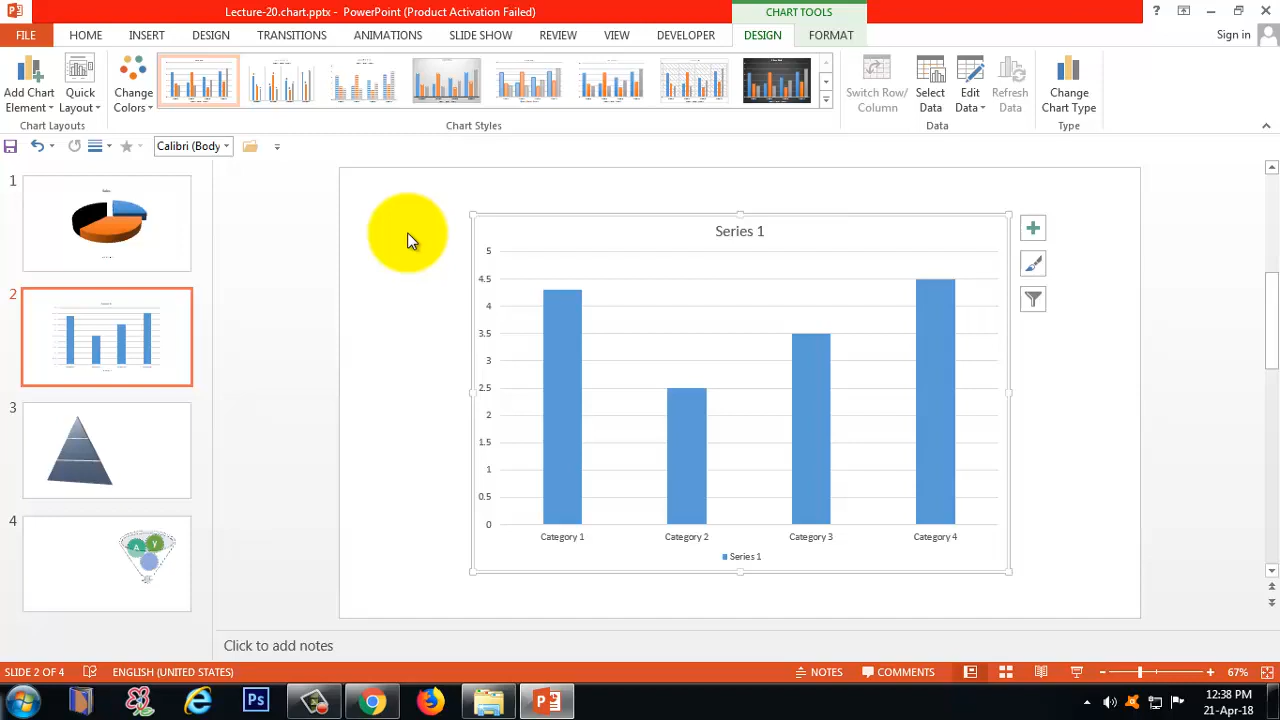 Lecture-20.chart.pptx - PowerPoint (Product Activation Failed)
CHART TOOLS
?
FILE
HOME
INSERT
DESIGN
TRANSITIONS
ANIMATIONS
SLIDE SHOW
REVIEW
VIEW
DEVELOPER
DESIGN
FORMAT
Sign in
Add Chart
Element
Quick
Layout
Change
Colors
Switch Row/
Column
Select
Data
Edit
Data
Refresh
Data
Change
Chart Type
Chart Layouts
Chart Styles
Data
Type
Calibri (Body
1
2
3
4
A
Y
Series 1
5
4.5
4
3.5
3
2.5
2
1.5
1
0.5
0
Category 1
Category 2
Category 3
Category 4
Series 1
Click to add notes
SLIDE 2 OF 4
ENGLISH (UNITED STATES)
NOTES
COMMENTS
67%
Ps
12:38 PM
21-Apr-18